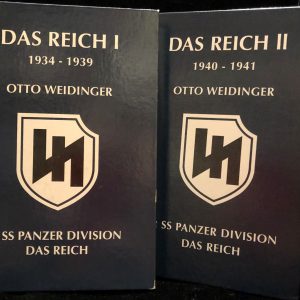 DAS REICH I
1934 - 1939
OTTO WEIDINGER
SS PANZER DIVISION
DAS REICH
DAS REICH II
1940 - 1941
OTTO WEIDINGER
SS PANZER DIVISION
DAS REICH